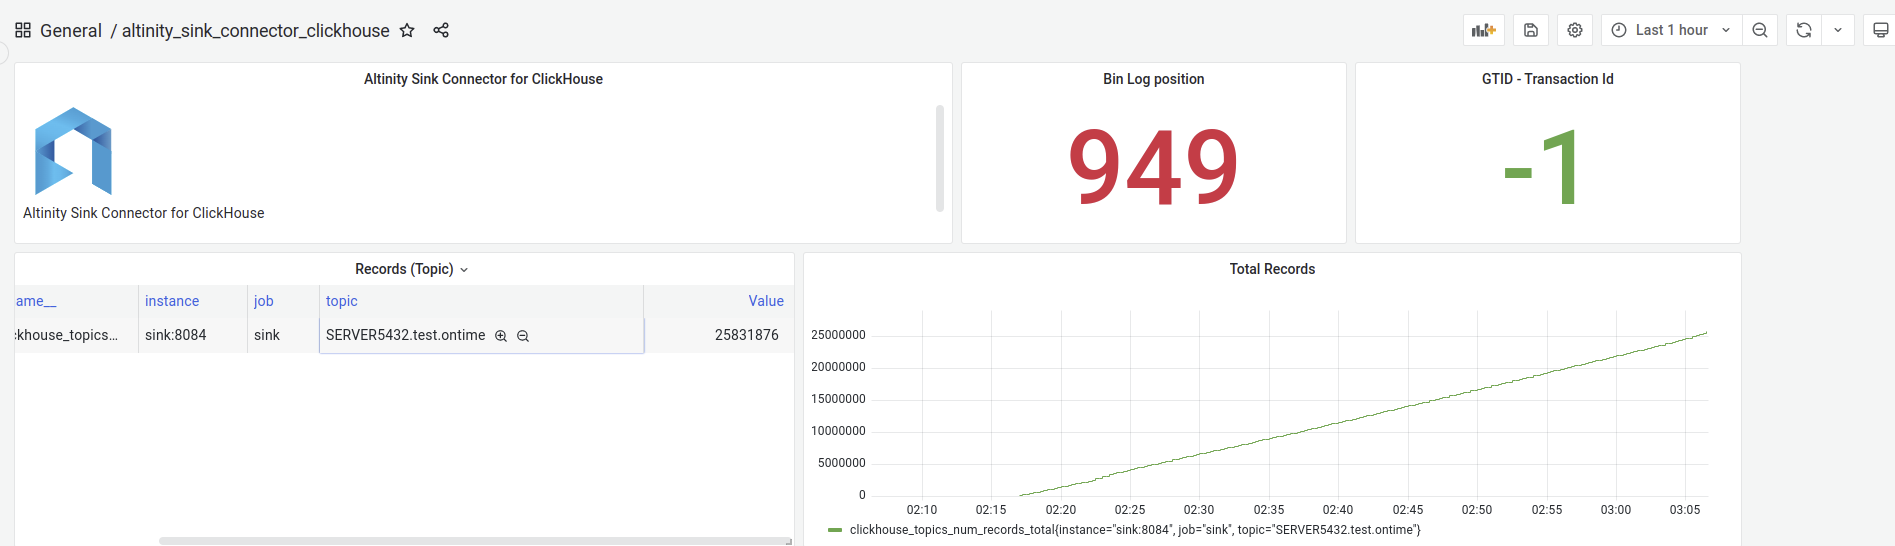 General / altinity_sink_connector_clickhouse
Last 1 hour
Altinity Sink Connector for ClickHouse
Altinity Sink Connector for ClickHouse
Bin Log position
949
GTID - Transaction Id
-1
Records (Topic)
ame__ instance job topic Value
ckhouse_topics... sink:8084 sink SERVER5432.test.ontime 25831876
Total Records
25000000
20000000
15000000
10000000
5000000
0
02:10 02:15 02:20 02:25 02:30 02:35 02:40 02:45 02:50 02:55 03:00 03:05
clickhouse_topics_num_records_total{instance="sink:8084", job="sink", topic="SERVER5432.test.ontime"}